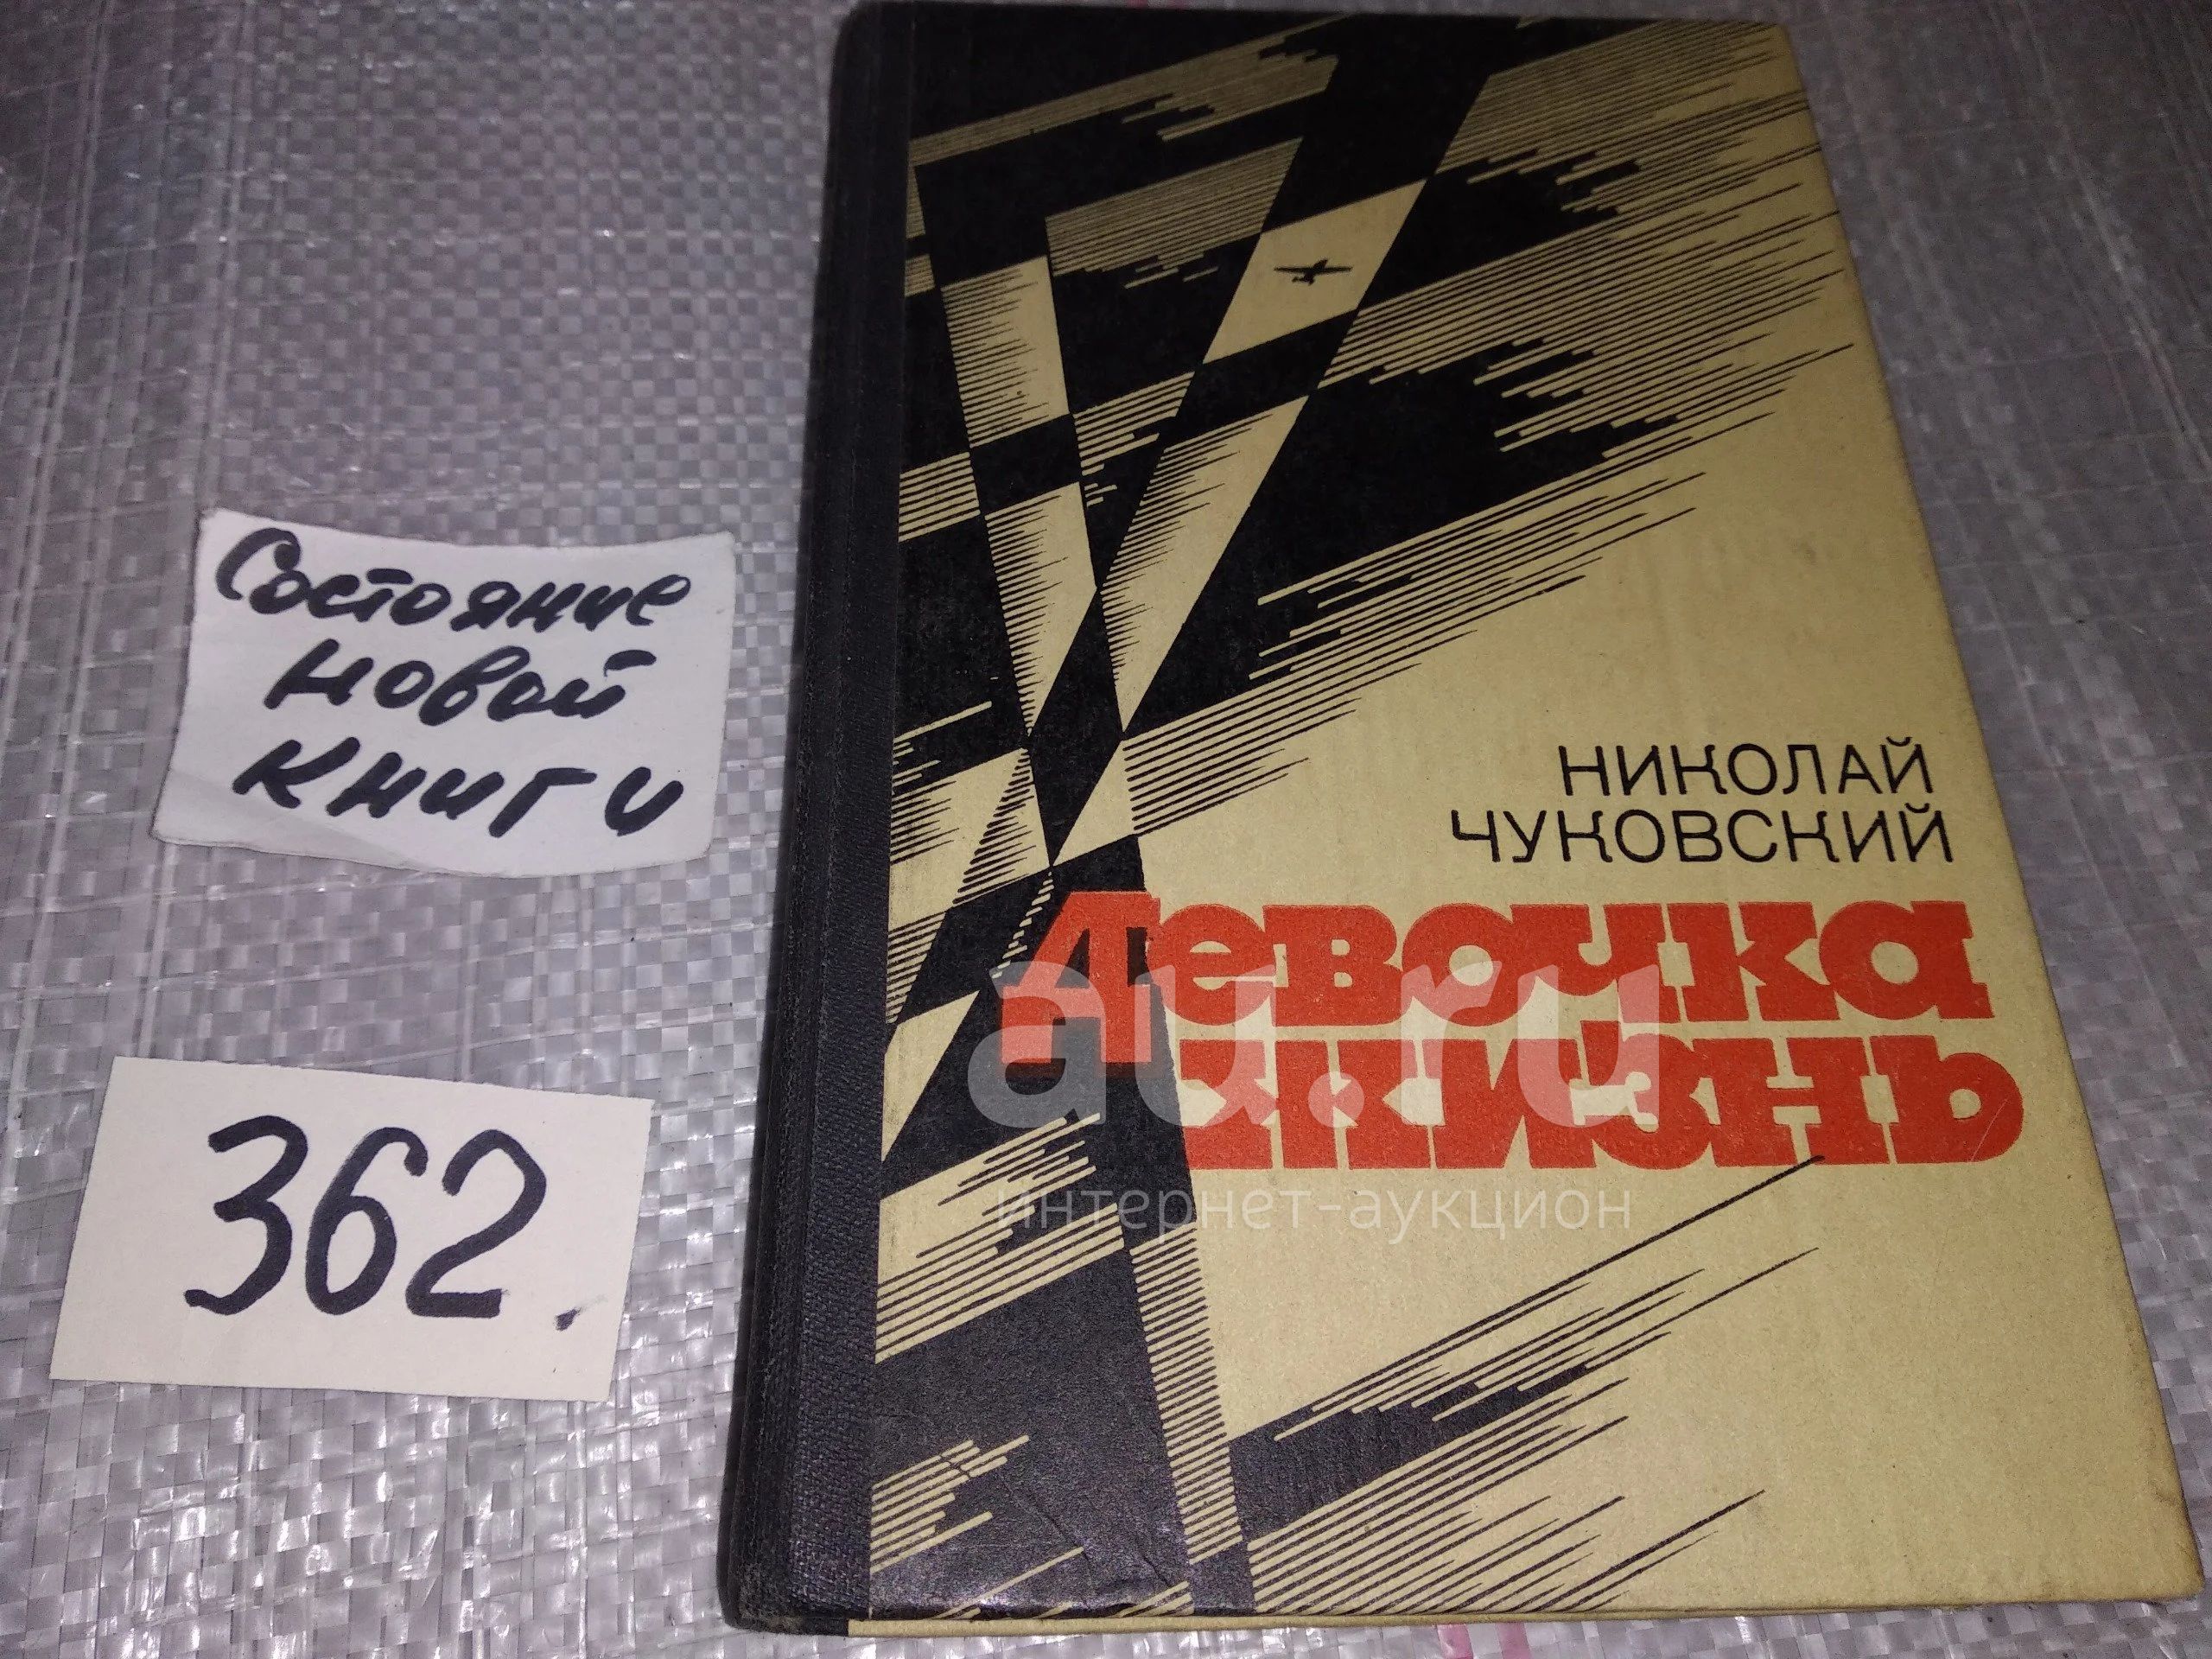 Состояние
новой
книги
362.
НИКОЛАЙ
ЧУКОВСКИЙ
Девочка
жизнь
au.ru
интернет-аукцион